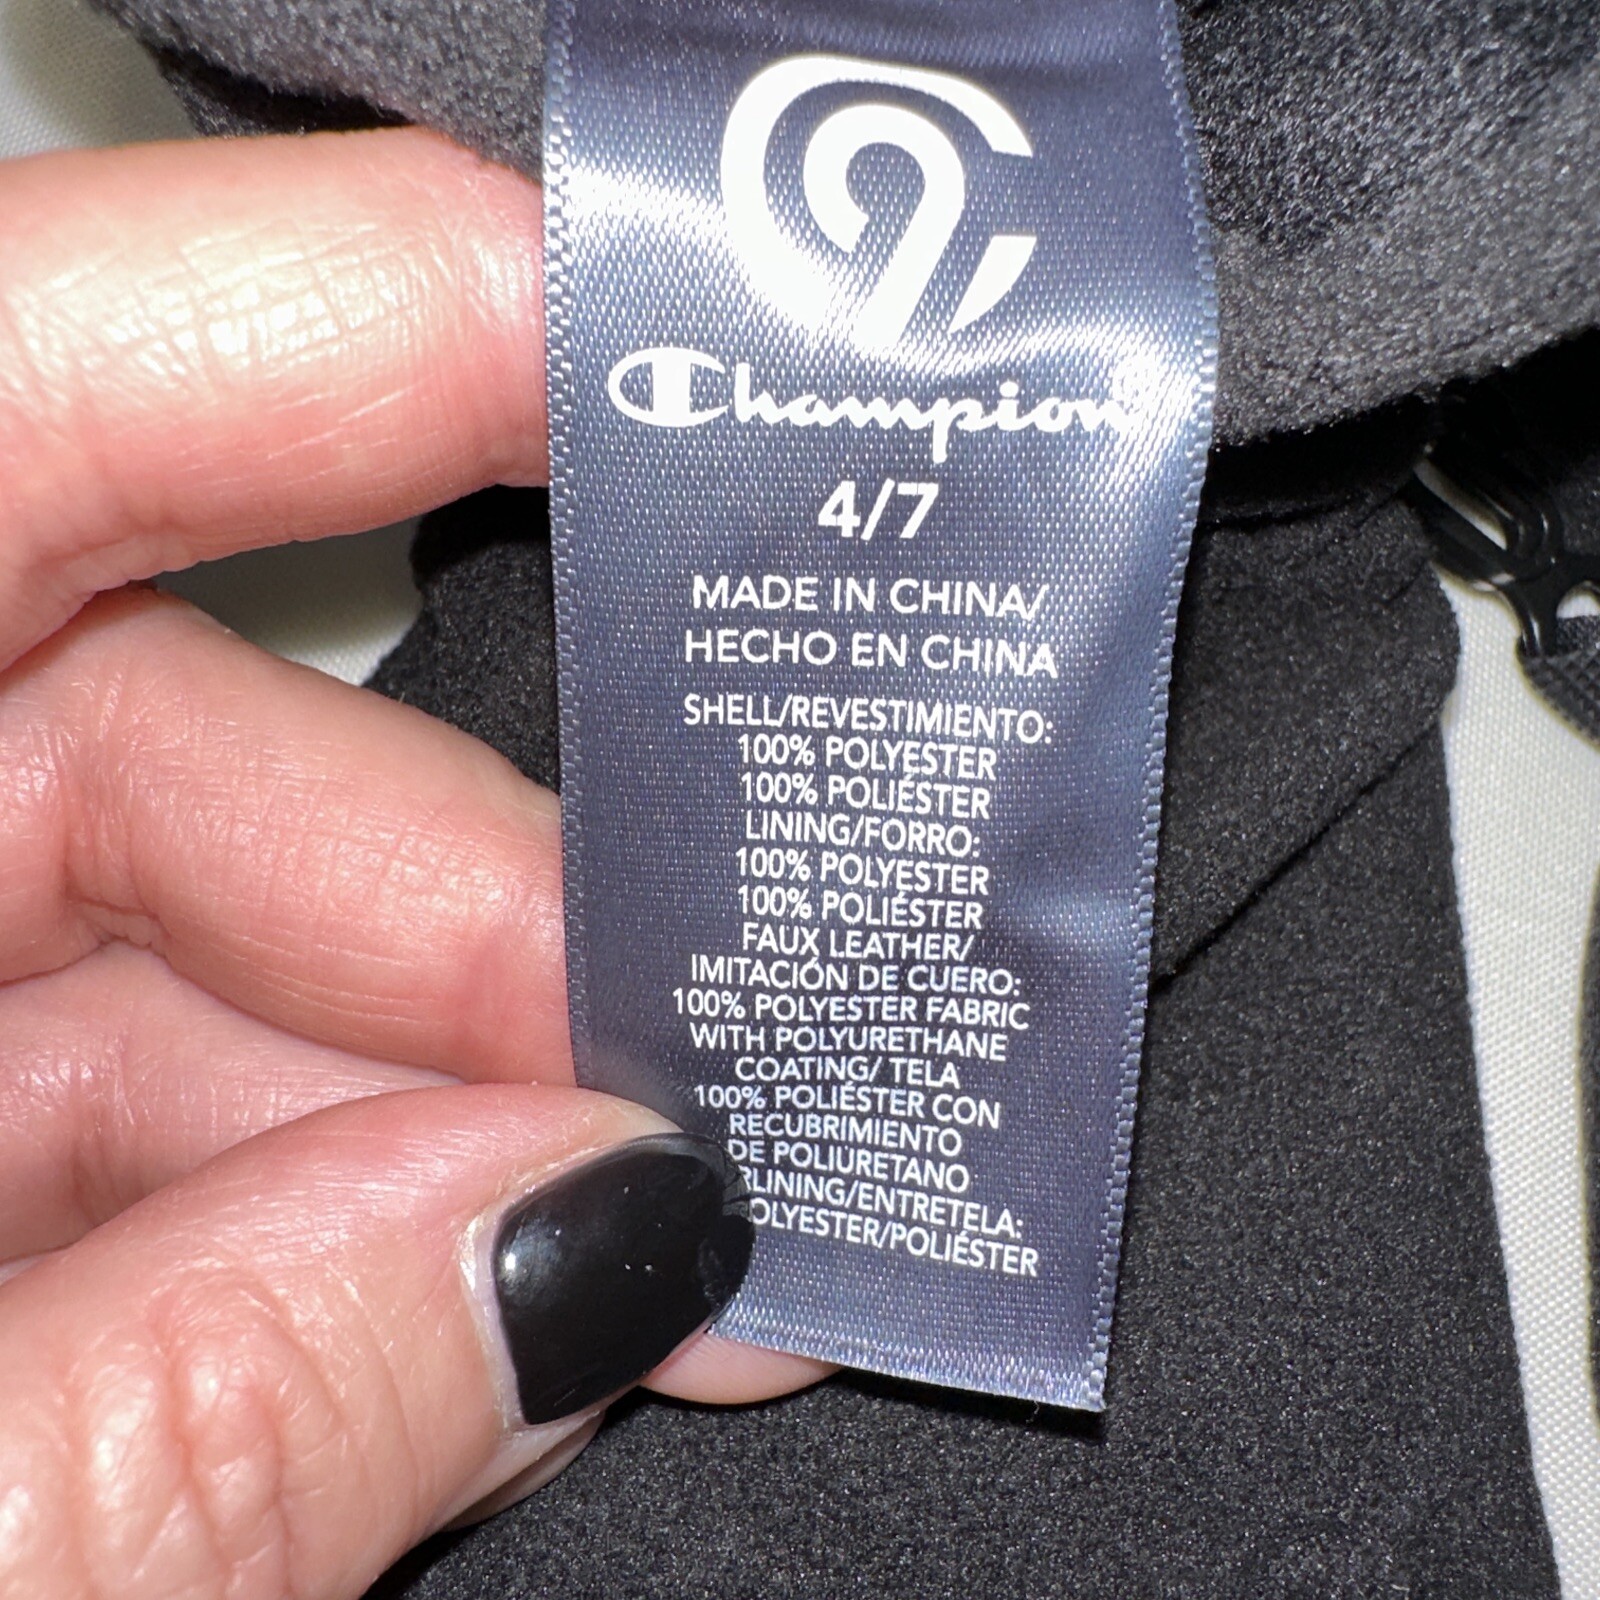 Champion®
4/7
MADE IN CHINA/
HECHO EN CHINA
SHELL/REVESTIMIENTO:
100% POLYESTER
100% POLIÉSTER
LINING/FORRO:
100% POLYESTER
100% POLIÉSTER
FAUX LEATHER/
IMITACIÓN DE CUERO:
100% POLYESTER FABRIC
WITH POLYURETHANE
COATING/ TELA
100% POLIÉSTER CON
RECUBRIMIENTO
DE POLIURETANO
RLINING/ENTRETELA:
OLYESTER/POLIÉSTER